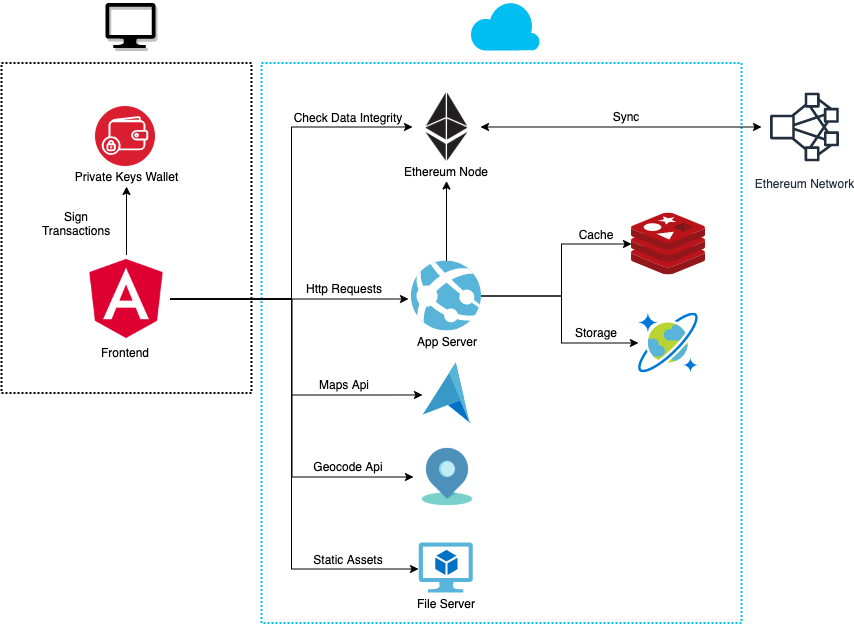 Check Data Integrity
Sync
Private Keys Wallet
Ethereum Node
Ethereum Network
Sign
Transactions
Cache
Http Requests
Storage
Frontend
App Server
Maps Api
Geocode Api
Static Assets
File Server